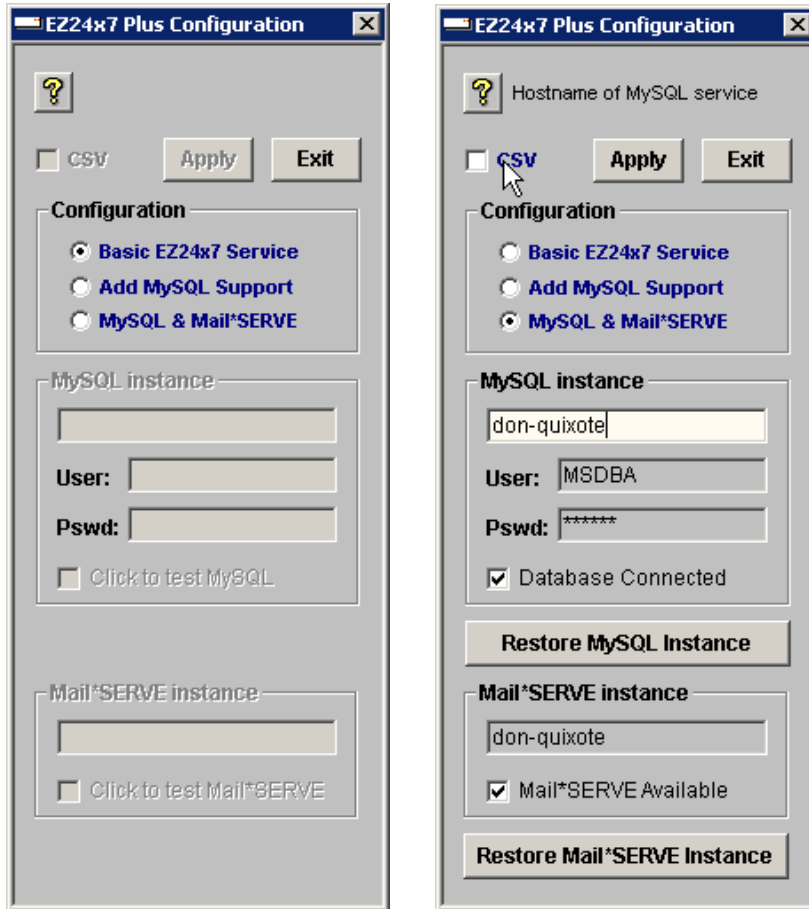 EZ24x7 Plus Configuration
?
CSV Apply Exit
Configuration
Basic EZ24x7 Service
Add MySQL Support
MySQL & Mail*SERVE
MySQL instance
User:
Pswd:
Click to test MySQL
Mail*SERVE instance
Click to test Mail*SERVE
EZ24x7 Plus Configuration
? Hostname of MySQL service
CSV Apply Exit
Configuration
Basic EZ24x7 Service
Add MySQL Support
MySQL & Mail*SERVE
MySQL instance
don-quixote
User: MSDBA
Pswd: ******
Database Connected
Restore MySQL Instance
Mail*SERVE instance
don-quixote
Mail*SERVE Available
Restore Mail*SERVE Instance